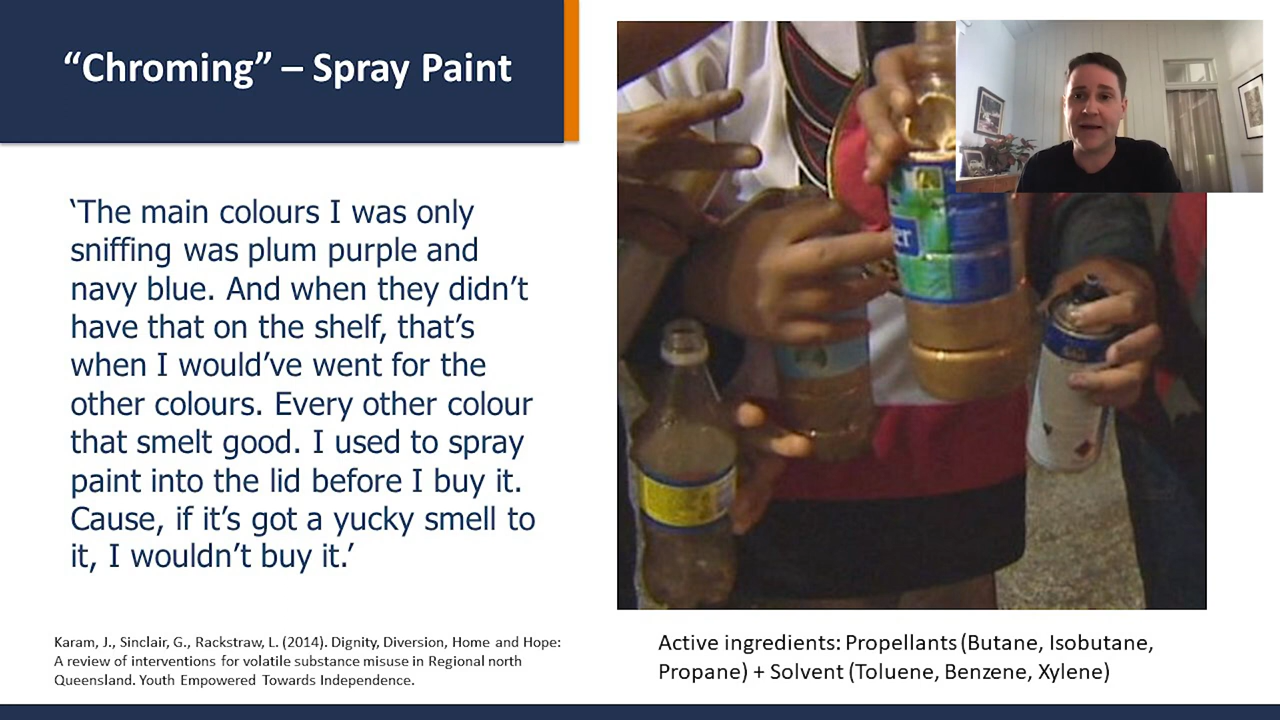 “Chroming” – Spray Paint
‘The main colours I was only
sniffing was plum purple and
navy blue. And when they didn’t
have that on the shelf, that’s
when I would’ve went for the
other colours. Every other colour
that smelt good. I used to spray
paint into the lid before I buy it.
Cause, if it’s got a yucky smell to
it, I wouldn’t buy it.’
Karam, J., Sinclair, G., Rackstraw, L. (2014). Dignity, Diversion, Home and Hope:
A review of interventions for volatile substance misuse in Regional north
Queensland. Youth Empowered Towards Independence.
Active ingredients: Propellants (Butane, Isobutane,
Propane) + Solvent (Toluene, Benzene, Xylene)